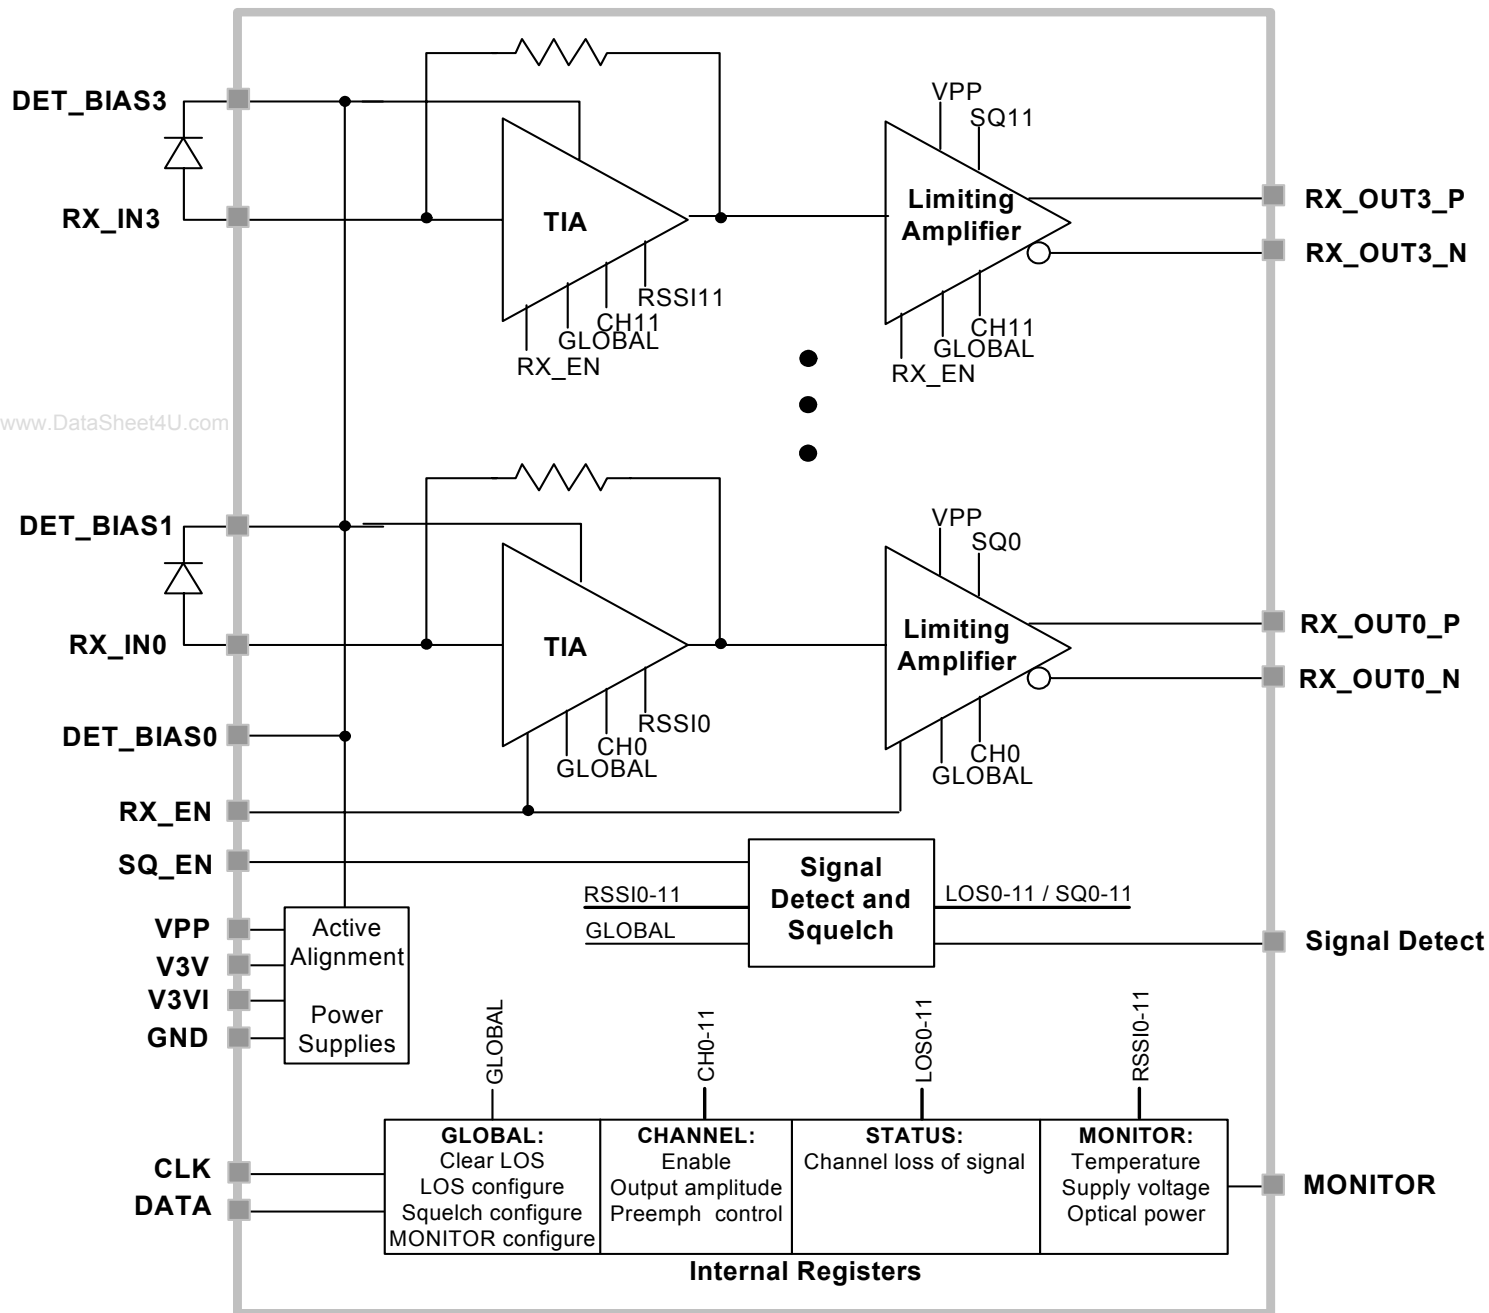 VPP
DET_BIAS3
SQ11
Limiting
Amplifier
RX_OUT3_P
RX_IN3
TIA
RX_OUT3_N
RSSI11
CH11
GLOBAL
RX_EN
CH11
GLOBAL
RX_EN
www.DataSheet4U.com
VPP
DET_BIAS1
SQ0
Limiting
Amplifier
RX_OUT0_P
RX_IN0
TIA
RX_OUT0_N
RSSI0
DET_BIAS0
CH0
GLOBAL
CH0
GLOBAL
RX_EN
SQ_EN
Signal
Detect and
Squelch
RSSI0-11
LOS0-11 / SQ0-11
GLOBAL
Signal Detect
VPP
V3V
V3VI
GND
Active
Alignment
Power
Supplies
GLOBAL
CH0-11
LOS0-11
RSSI0-11
CLK
DATA
GLOBAL:
Clear LOS
LOS configure
Squelch configure
MONITOR configure
CHANNEL:
Enable
Output amplitude
Preemph control
STATUS:
Channel loss of signal
MONITOR:
Temperature
Supply voltage
Optical power
MONITOR
Internal Registers